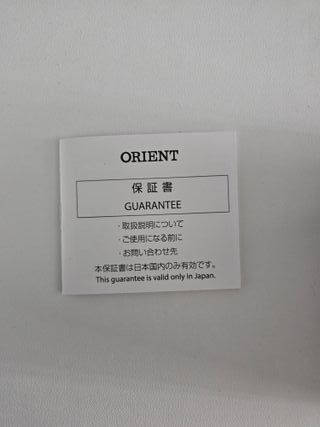 ORIENT
保証書
GUARANTEE
・取扱説明について
・ご使用になる前に
・お問い合わせ先
本保証書は日本国内のみ有効です。
This guarantee is valid only in Japan.